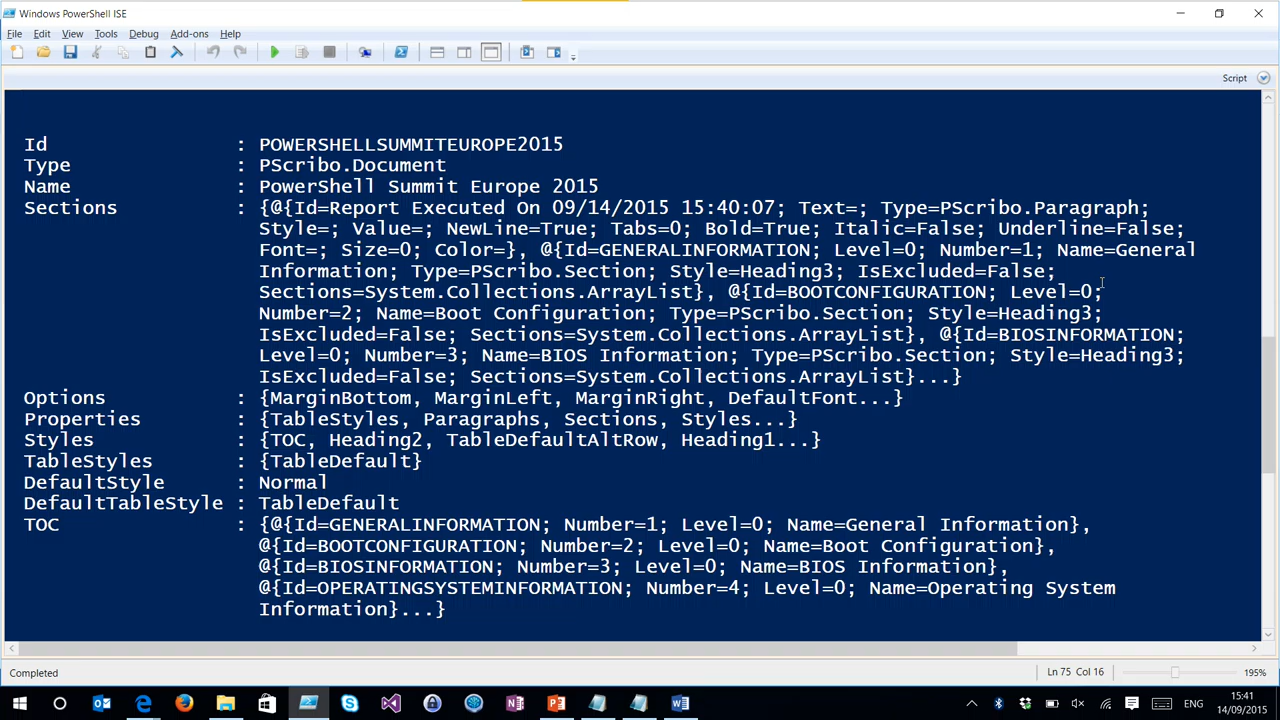 Windows PowerShell ISE
File Edit View Tools Debug Add-ons Help
Script
Id : POWERSHELLSUMMITEUROPE2015
Type : PScribo.Document
Name : PowerShell Summit Europe 2015
Sections : {@{Id=Report Executed On 09/14/2015 15:40:07; Text=; Type=PScribo.Paragraph;
Style=; Value=; NewLine=True; Tabs=0; Bold=True; Italic=False; Underline=False;
Font=; Size=0; Color=}, @{Id=GENERALINFORMATION; Level=0; Number=1; Name=General
Information; Type=PScribo.Section; Style=Heading3; IsExcluded=False;
Sections=System.Collections.ArrayList}, @{Id=BOOTCONFIGURATION; Level=0;
Number=2; Name=Boot Configuration; Type=PScribo.Section; Style=Heading3;
IsExcluded=False; Sections=System.Collections.ArrayList}, @{Id=BIOSINFORMATION;
Level=0; Number=3; Name=BIOS Information; Type=PScribo.Section; Style=Heading3;
IsExcluded=False; Sections=System.Collections.ArrayList}...}
Options : {MarginBottom, MarginLeft, MarginRight, DefaultFont...}
Properties : {TableStyles, Paragraphs, Sections, Styles...}
Styles : {TOC, Heading2, TableDefaultAltRow, Heading1...}
TableStyles : {TableDefault}
DefaultStyle : Normal
DefaultTableStyle : TableDefault
TOC : {@{Id=GENERALINFORMATION; Number=1; Level=0; Name=General Information},
@{Id=BOOTCONFIGURATION; Number=2; Level=0; Name=Boot Configuration},
@{Id=BIOSINFORMATION; Number=3; Level=0; Name=BIOS Information},
@{Id=OPERATINGSYSTEMINFORMATION; Number=4; Level=0; Name=Operating System
Information}...}
Completed
Ln 75 Col 16
195%
ENG
15:41
14/09/2015